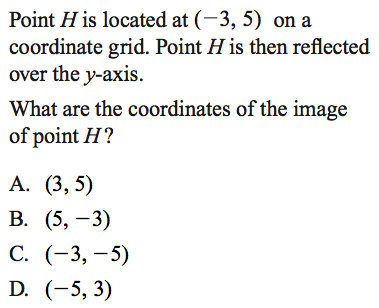 Point H is located at (−3, 5) on a
coordinate grid. Point H is then reflected
over the y-axis.
What are the coordinates of the image
of point H?
A. (3, 5)
B. (5, −3)
C. (−3, −5)
D. (−5, 3)